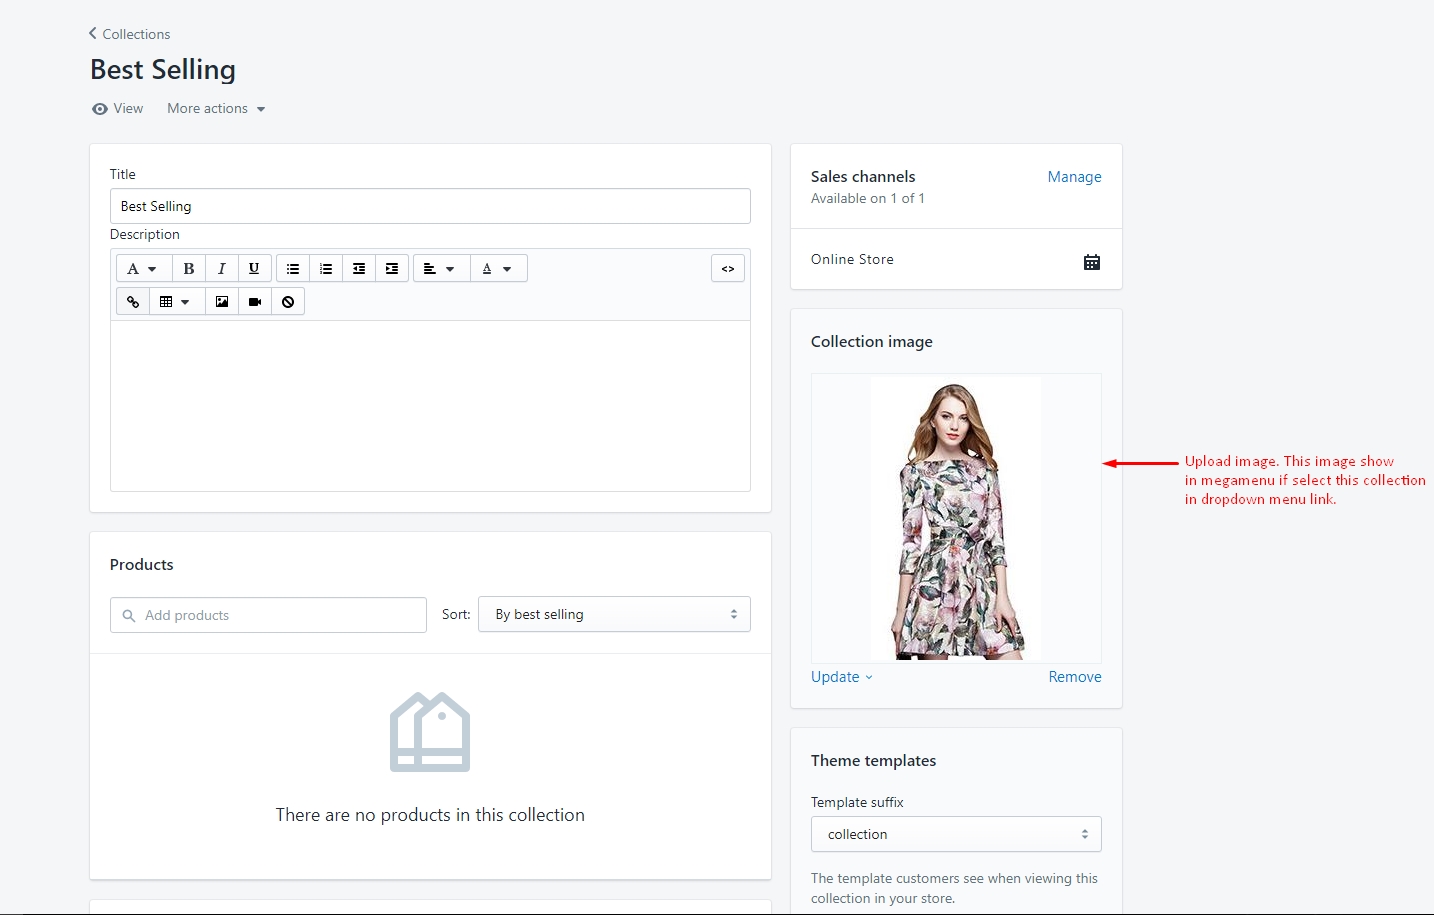 Collections
Best Selling
View More actions
Title
Best Selling
Description
A B I U A <>
Products
Add products Sort: By best selling
There are no products in this collection
Sales channels Manage
Available on 1 of 1
Online Store
Collection image
Update Remove
Upload image. This image show
in megamenu if select this collection
in dropdown menu link.
Theme templates
Template suffix
collection
The template customers see when viewing this
collection in your store.